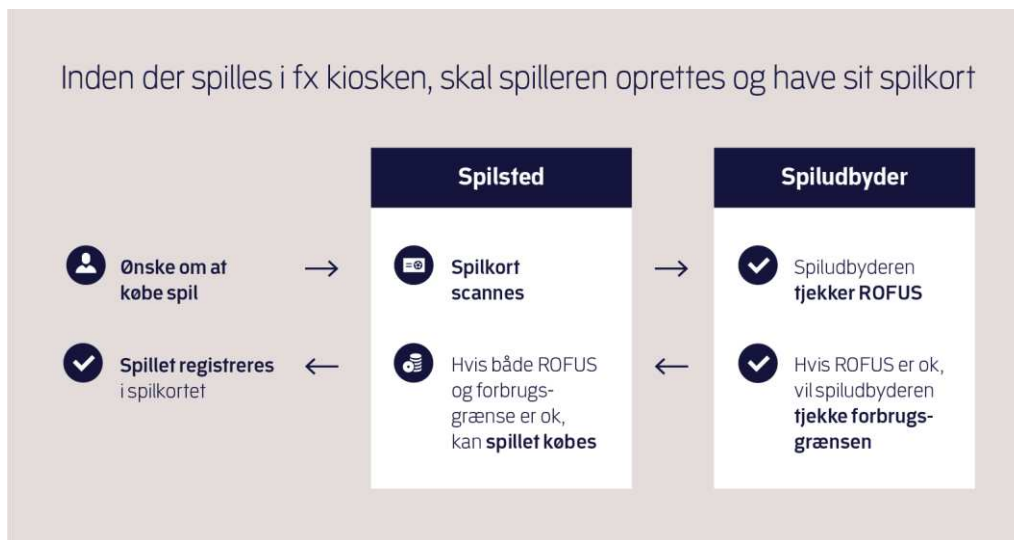 Inden der spilles i fx kiosken, skal spilleren oprettes og have sit spilkort
Spilsted
Spiludbyder
Ønske om at
købe spil
Spilkort
scannes
Spiludbyderen
tjekker ROFUS
Spillet registreres
i spilkortet
Hvis både ROFUS
og forbrugs-
grænse er ok,
kan spillet købes
Hvis ROFUS er ok,
vil spiludbyderen
tjekke forbrugs-
grænsen